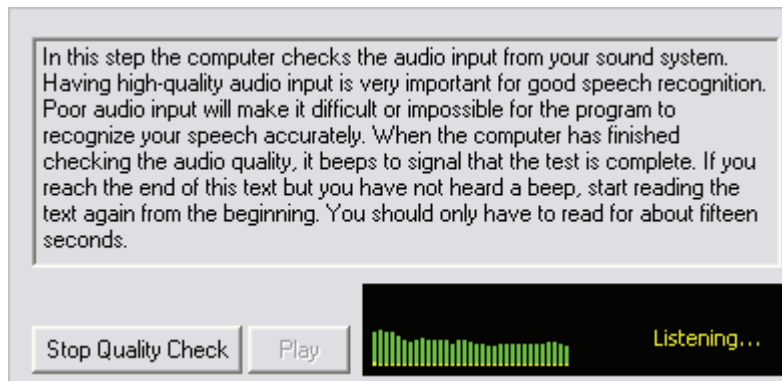 In this step the computer checks the audio input from your sound system.
Having high-quality audio input is very important for good speech recognition.
Poor audio input will make it difficult or impossible for the program to
recognize your speech accurately. When the computer has finished
checking the audio quality, it beeps to signal that the test is complete. If you
reach the end of this text but you have not heard a beep, start reading the
text again from the beginning. You should only have to read for about fifteen
seconds.
Stop Quality Check
Play
Listening...